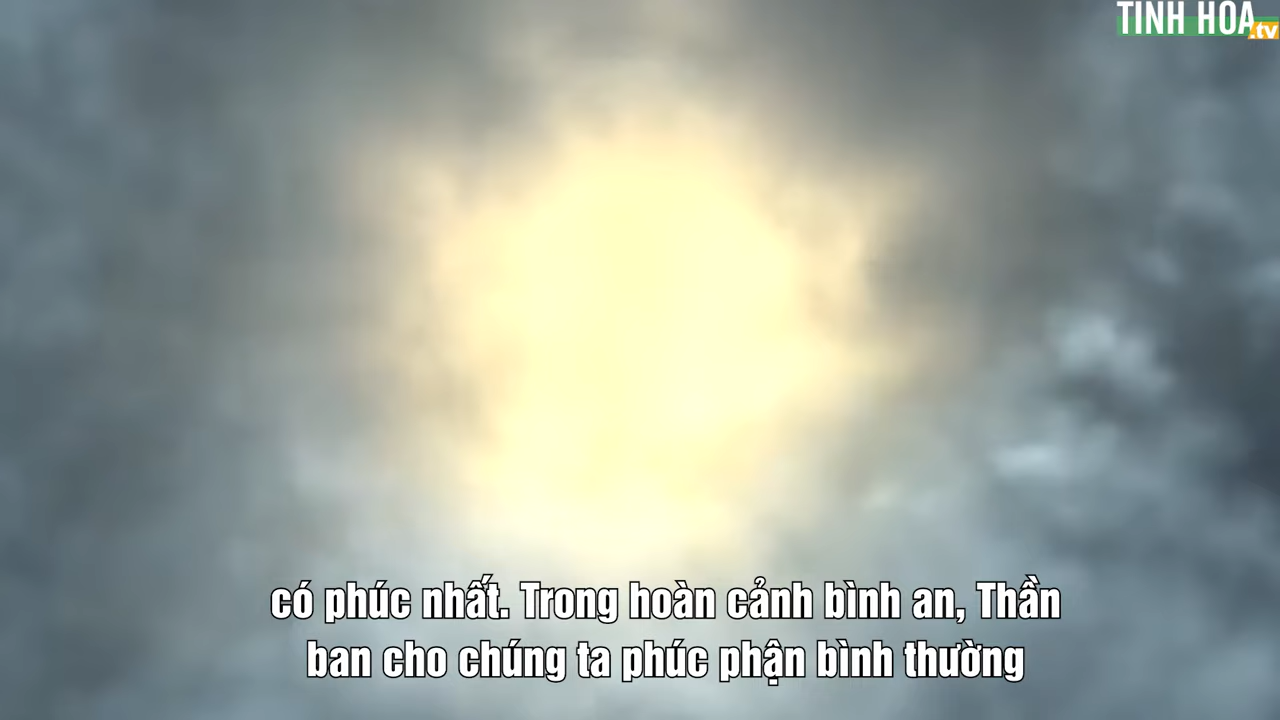 TINH HOA
.tv
có phúc nhất. Trong hoàn cảnh bình an, Thần
ban cho chúng ta phúc phận bình thường